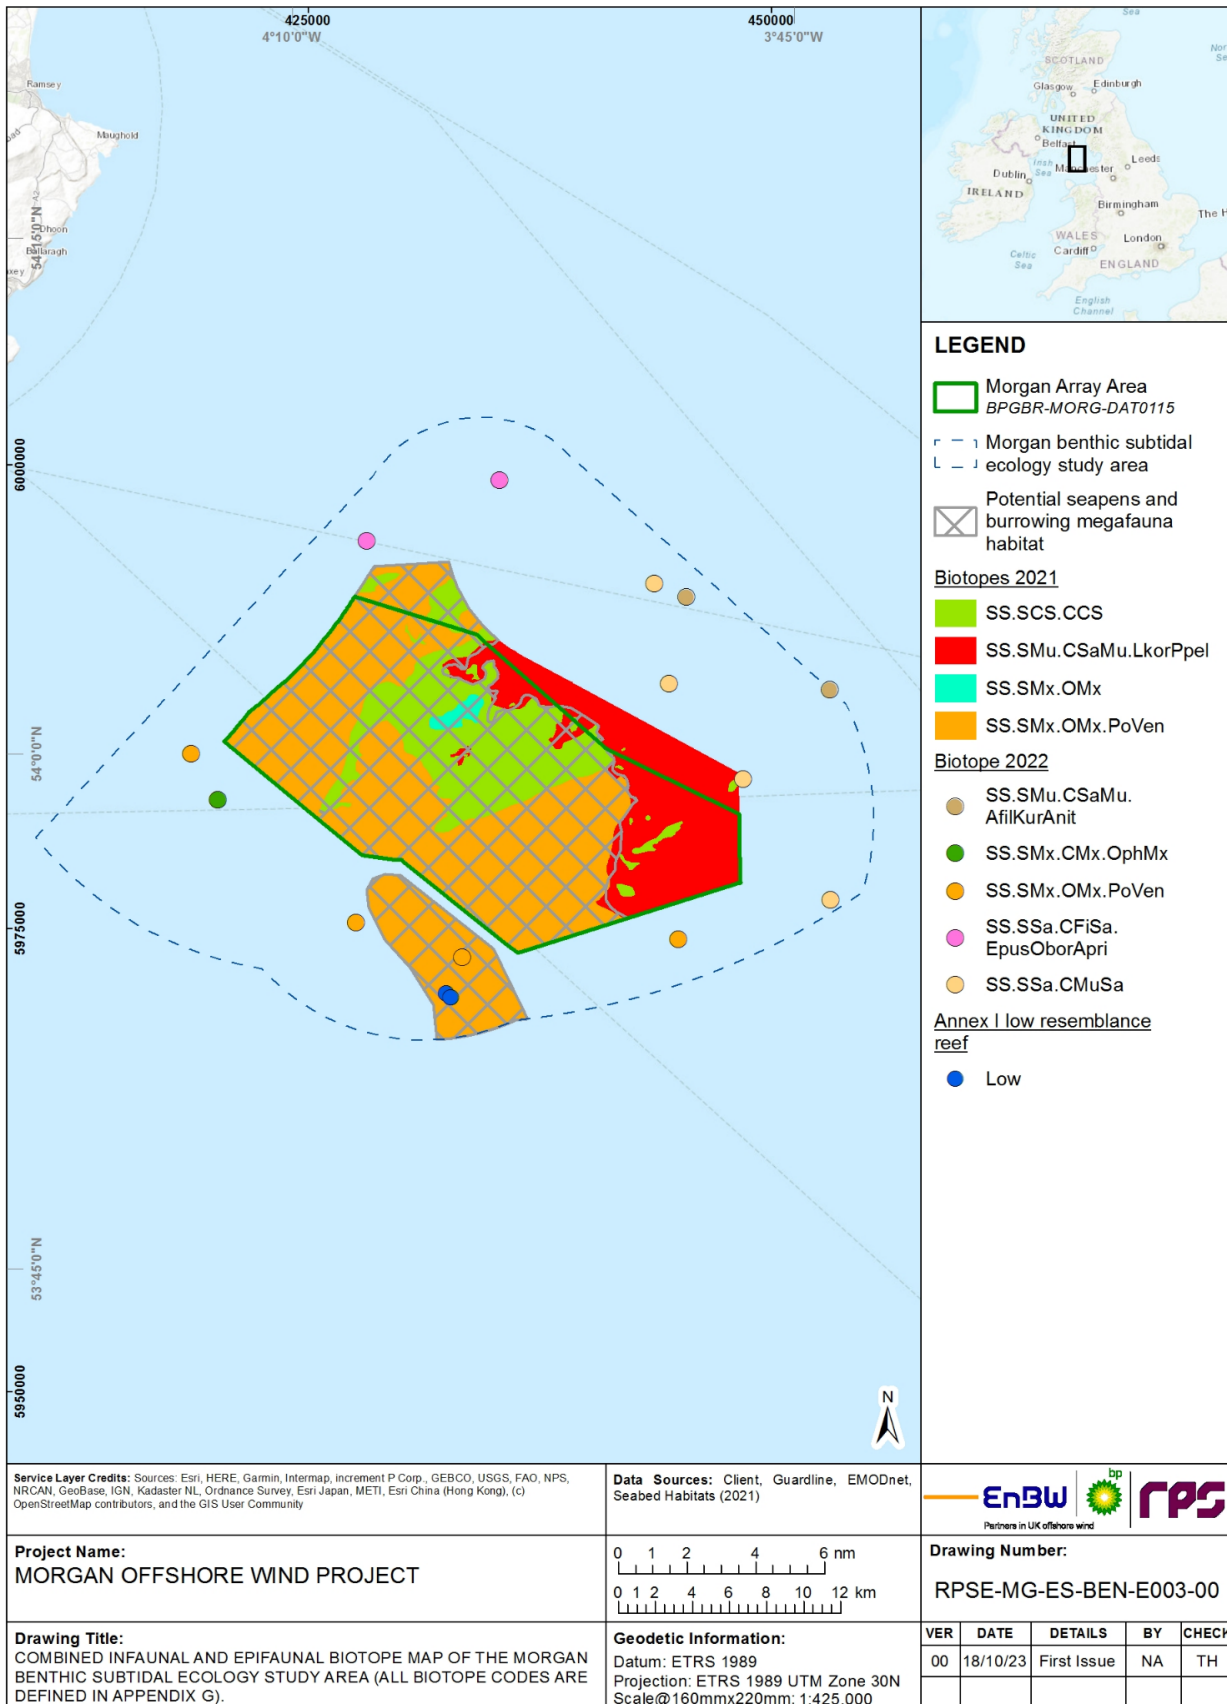 425000
450000
4°10'0"W
3°45'0"W
Ramsey
Maughold
Dhoon
Ballaragh
xey
A2
54°15'0"N
6000000
54°0'0"N
5975000
53°45'0"N
5950000
N
Sea
SCOTLAND
Glasgow
Edinburgh
UNITED
KINGDOM
Belfast
Leeds
Dublin
Sea
IRELAND
Birmingham
The H
WALES
London
Cardiff
Celtic
Sea
ENGLAND
English
Channel
LEGEND
Morgan Array Area
BPGBR-MORG-DAT0115
Morgan benthic subtidal
ecology study area
Potential seapens and
burrowing megafauna
habitat
Biotopes 2021
SS.SCS.CCS
SS.SMu.CSaMu.LkorPpel
SS.SMx.OMx
SS.SMx.OMx.PoVen
Biotope 2022
SS.SMu.CSaMu.
AfilKurAnit
SS.SMx.CMx.OphMx
SS.SMx.OMx.PoVen
SS.SSa.CFiSa.
EpusOborApri
SS.SSa.CMuSa
Annex I low resemblance
reef
Low
Service Layer Credits: Sources: Esri, HERE, Garmin, Intermap, increment P Corp., GEBCO, USGS, FAO, NPS,
NRCAN, GeoBase, IGN, Kadaster NL, Ordnance Survey, Esri Japan, METI, Esri China (Hong Kong), (c)
OpenStreetMap contributors, and the GIS User Community
Data Sources: Client, Guardline, EMODnet,
Seabed Habitats (2021)
EnBW
bp
rps
Partners in UK offshore wind
Project Name:
MORGAN OFFSHORE WIND PROJECT
0 1 2 4 6 nm
0 1 2 4 6 8 10 12 km
Drawing Number:
RPSE-MG-ES-BEN-E003-00
Drawing Title:
COMBINED INFAUNAL AND EPIFAUNAL BIOTOPE MAP OF THE MORGAN
BENTHIC SUBTIDAL ECOLOGY STUDY AREA (ALL BIOTOPE CODES ARE
DEFINED IN APPENDIX G).
Geodetic Information:
Datum: ETRS 1989
Projection: ETRS 1989 UTM Zone 30N
Scale@160mmx220mm: 1:425,000
VER DATE DETAILS BY CHECK
00 18/10/23 First Issue NA TH